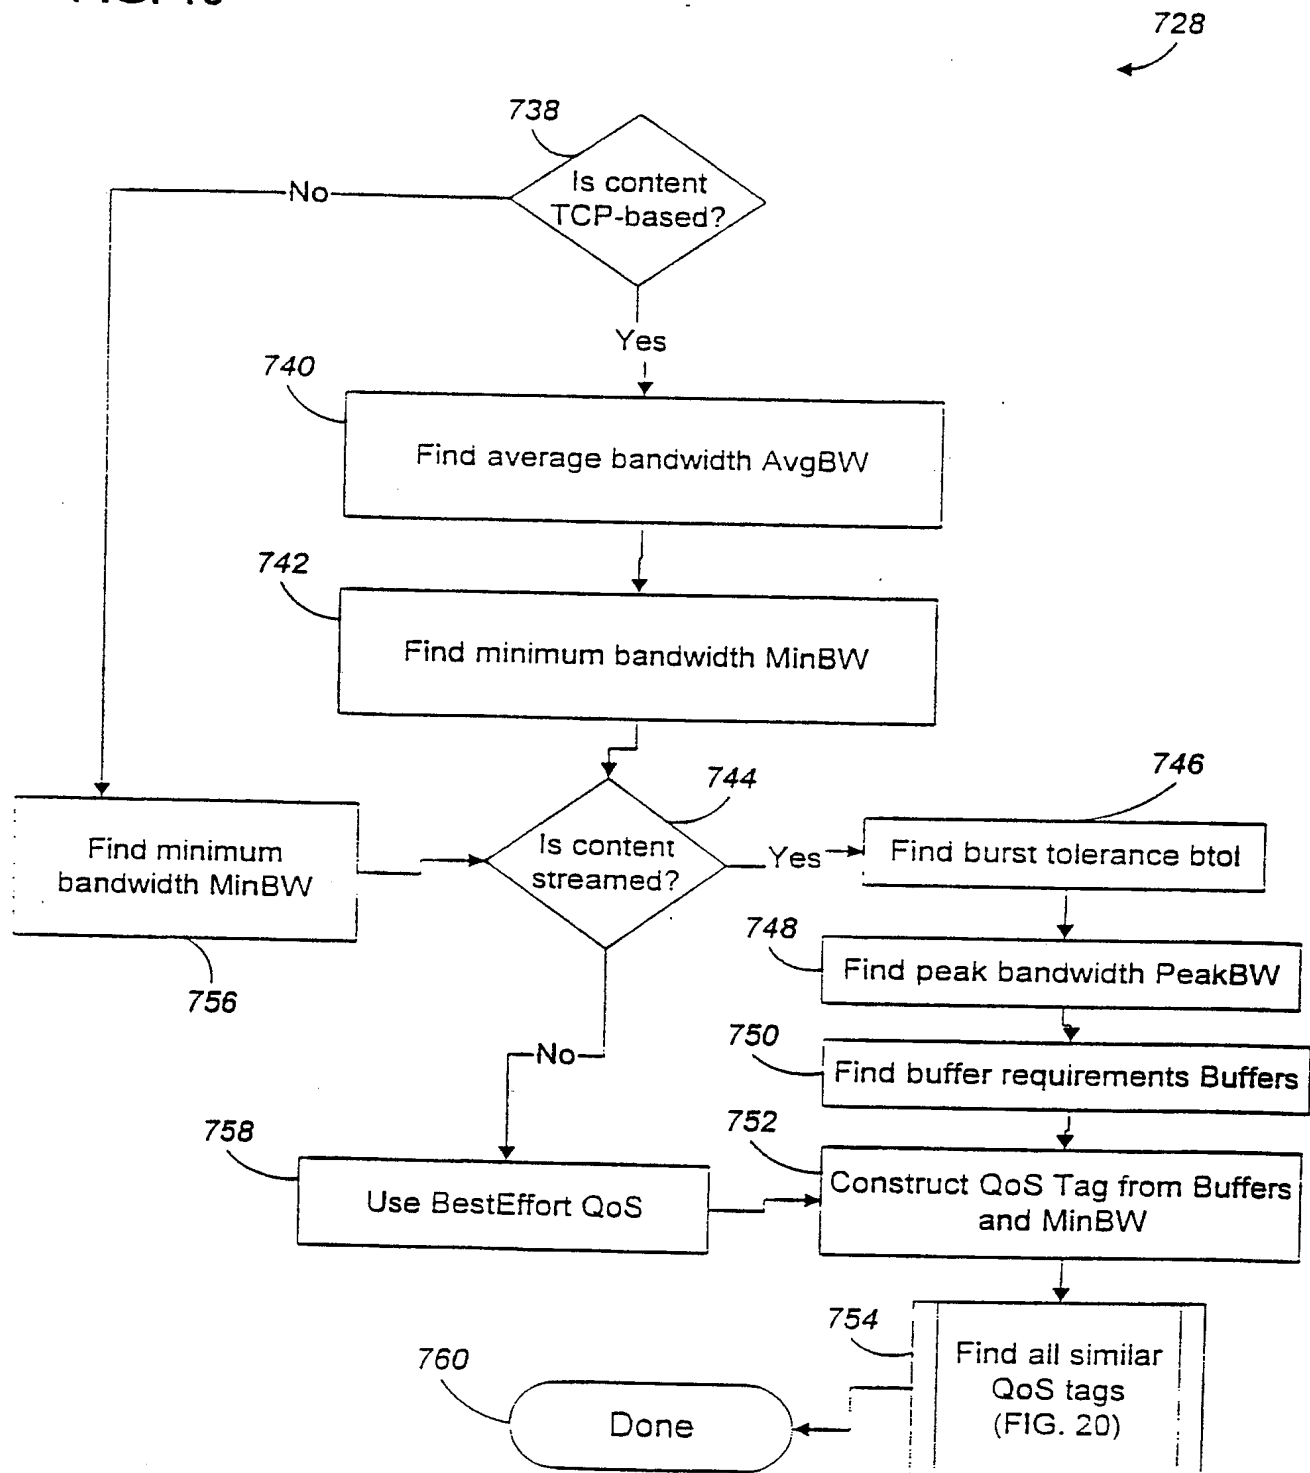 728
738
Is content
TCP-based?
No
Yes
740
Find average bandwidth AvgBW
742
Find minimum bandwidth MinBW
744
746
Find minimum
bandwidth MinBW
Is content
streamed?
Yes
Find burst tolerance btol
748
Find peak bandwidth PeakBW
756
750
No
Find buffer requirements Buffers
758
752
Use BestEffort QoS
Construct QoS Tag from Buffers
and MinBW
754
760
Find all similar
QoS tags
(FIG. 20)
Done